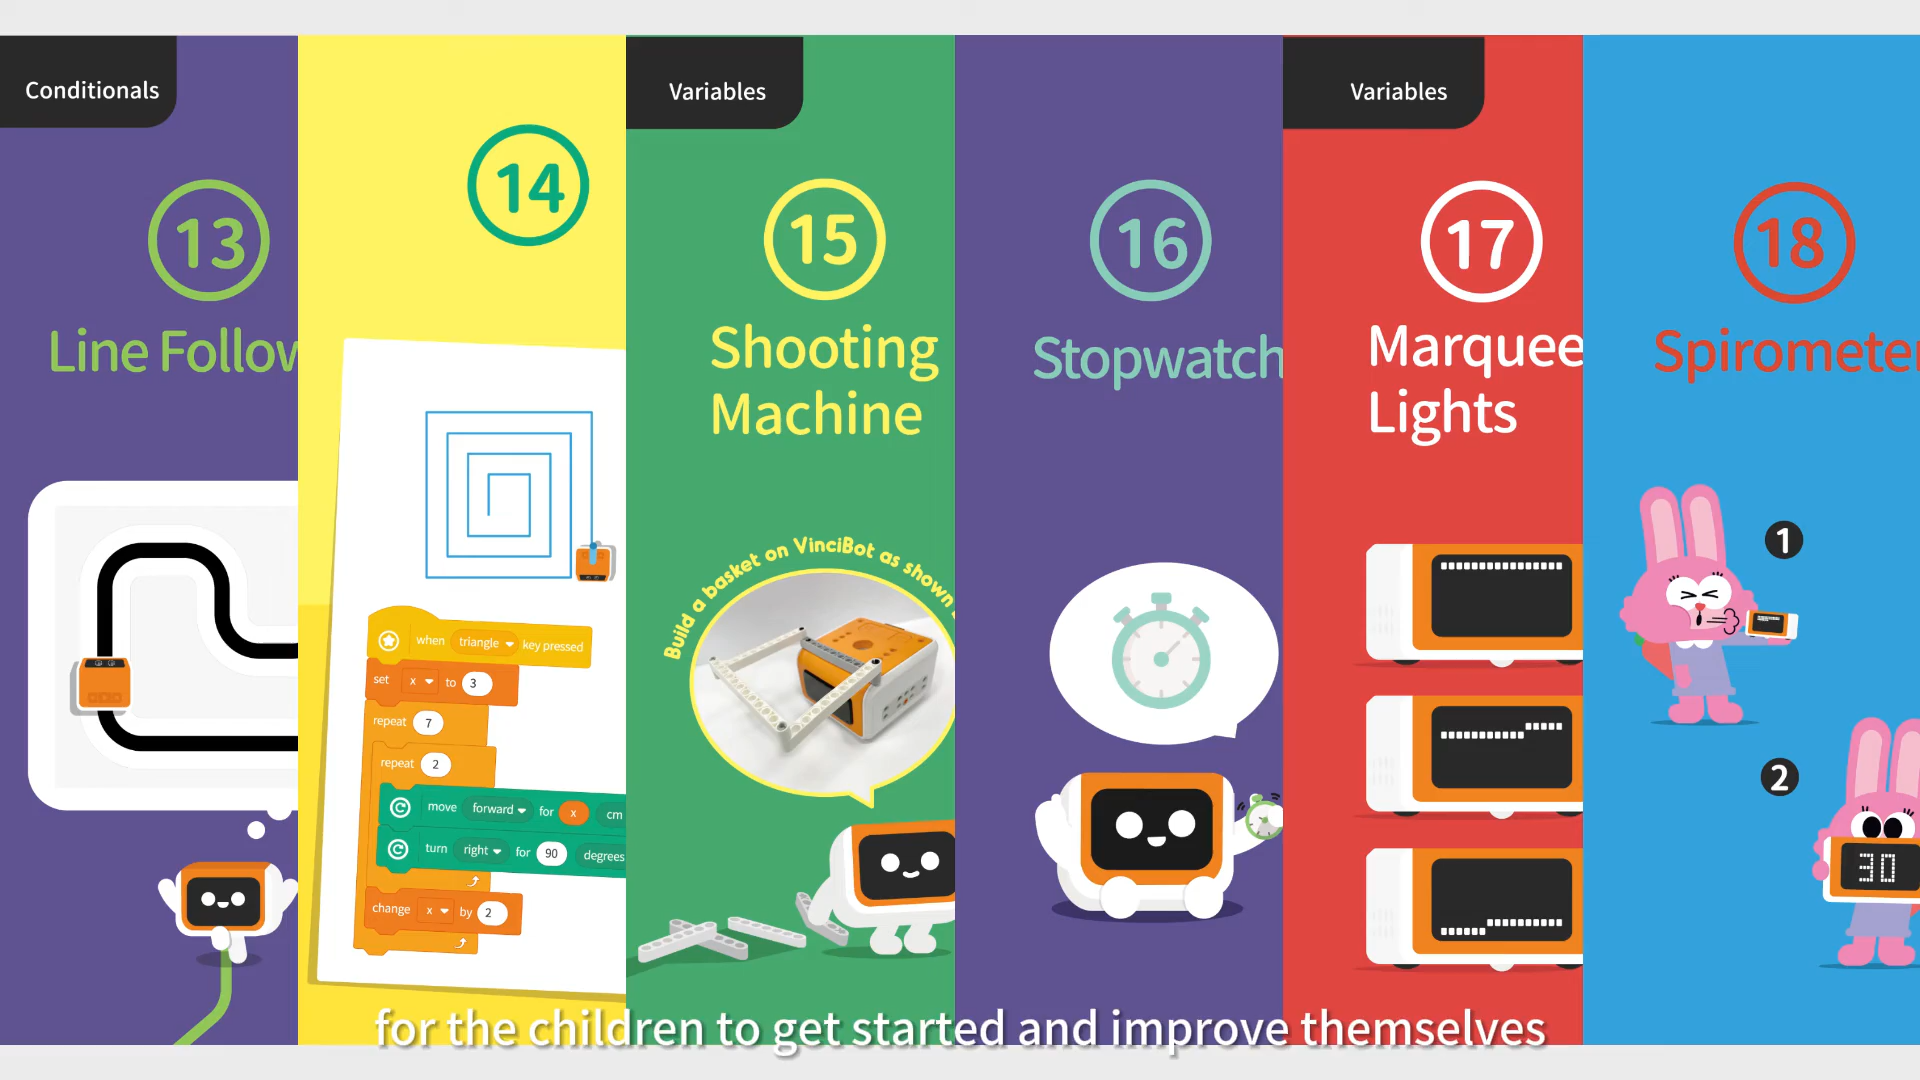 Conditionals
13
Line Follow
14
when triangle key pressed
set x to 3
repeat 7
repeat 2
move forward for x cm
turn right for 90 degrees
change x by 2
Variables
15
Shooting
Machine
Build a basket on VinciBot as shown
16
Stopwatch
Variables
17
Marquee
Lights
18
Spirometer
1
2
30
for the children to get started and improve themselves